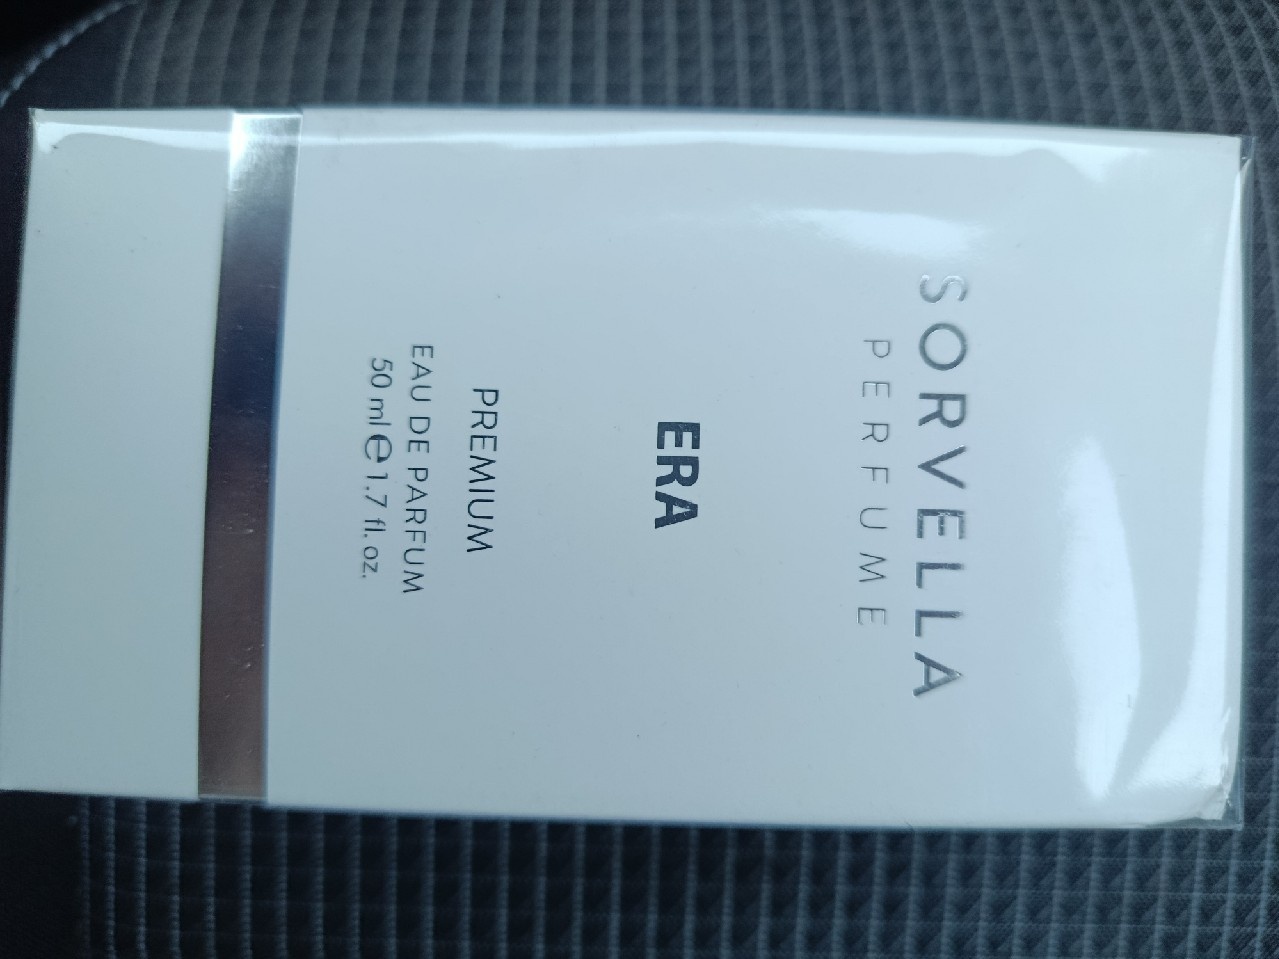 SORVELLA
PERFUME
ERA
PREMIUM
EAU DE PARFUM
50 ml ℮ 1.7 fl. oz.